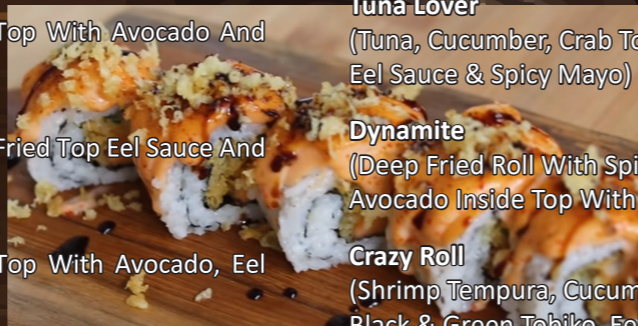 Top With Avocado And
Fried Top Eel Sauce And
Top With Avocado, Eel
Tuna Lover
(Tuna, Cucumber, Crab
Eel Sauce & Spicy Mayo)
Dynamite
(Deep Fried Roll With
Avocado Inside Top With
Crazy Roll
(Shrimp Tempura,
Black & Green Tobiko,